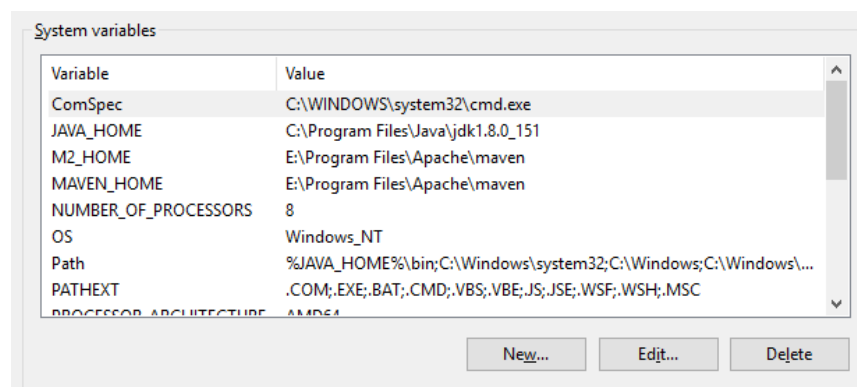 System variables
Variable Value
ComSpec C:\WINDOWS\system32\cmd.exe
JAVA_HOME C:\Program Files\Java\jdk1.8.0_151
M2_HOME E:\Program Files\Apache\maven
MAVEN_HOME E:\Program Files\Apache\maven
NUMBER_OF_PROCESSORS 8
OS Windows_NT
Path %JAVA_HOME%\bin;C:\Windows\system32;C:\Windows;C:\Windows\...
PATHEXT .COM;.EXE;.BAT;.CMD;.VBS;.VBE;.JS;.JSE;.WSF;.WSH;.MSC
PROCESSOR_ARCHITECTURE AMD64
New... Edit... Delete